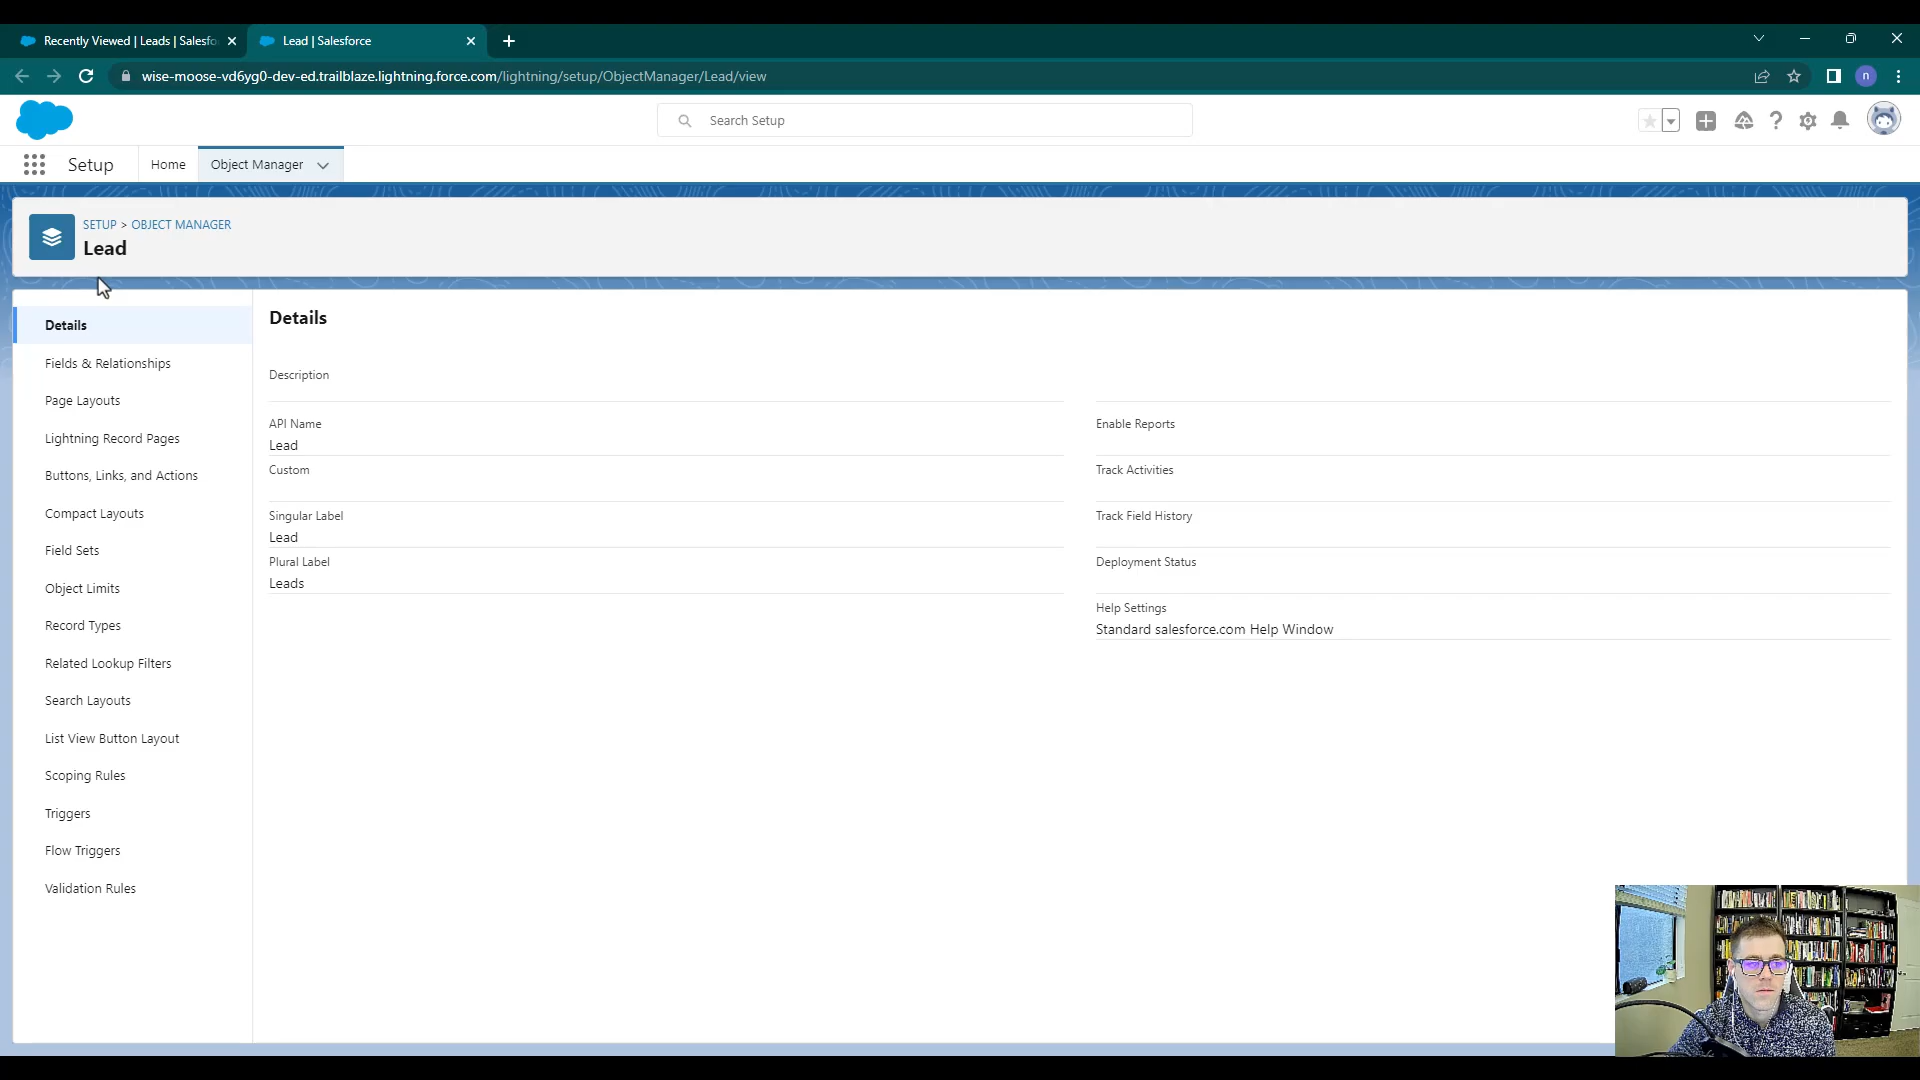 Recently Viewed | Leads | Salesfo
Lead | Salesforce
wise-moose-vd6yg0-dev-ed.trailblaze.lightning.force.com/lightning/setup/ObjectManager/Lead/view
n
Search Setup
Setup
Home
Object Manager
SETUP > OBJECT MANAGER
Lead
Details
Fields & Relationships
Page Layouts
Lightning Record Pages
Buttons, Links, and Actions
Compact Layouts
Field Sets
Object Limits
Record Types
Related Lookup Filters
Search Layouts
List View Button Layout
Scoping Rules
Triggers
Flow Triggers
Validation Rules
Details
Description
API Name
Lead
Custom
Singular Label
Lead
Plural Label
Leads
Enable Reports
Track Activities
Track Field History
Deployment Status
Help Settings
Standard salesforce.com Help Window